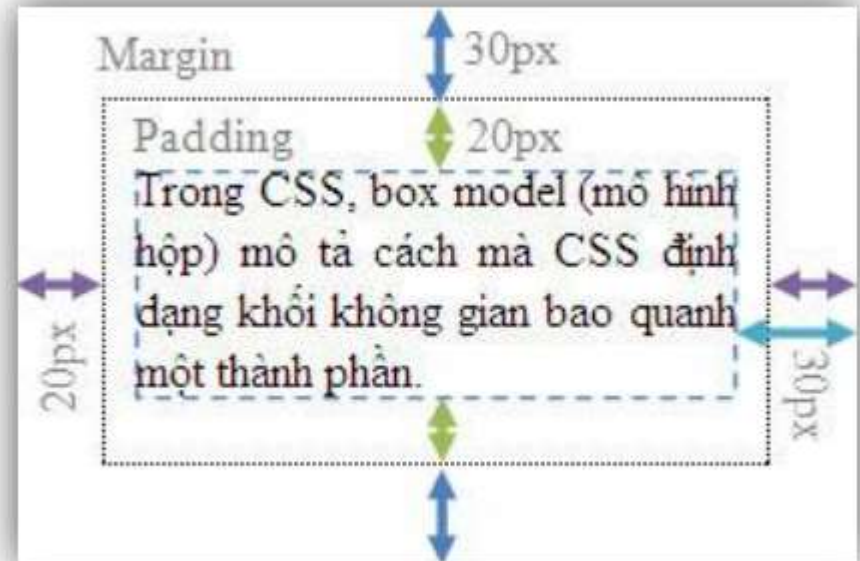 Margin 30px
Padding 20px
Trong CSS, box model (mô hình
hộp) mô tả cách mà CSS định
dạng khối không gian bao quanh
một thành phần.
20px
30px